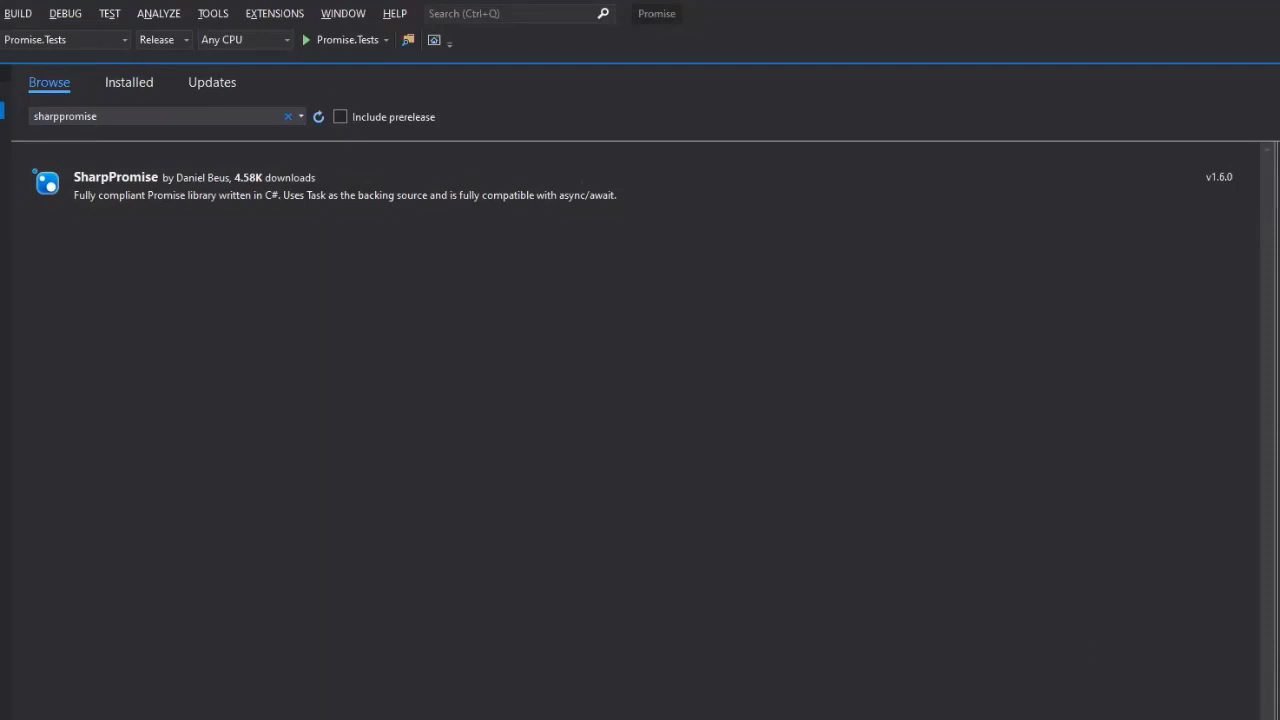 BUILD DEBUG TEST ANALYZE TOOLS EXTENSIONS WINDOW HELP Search (Ctrl+Q) Promise
Promise.Tests Release Any CPU Promise.Tests
Browse Installed Updates
sharppromise Include prerelease
SharpPromise by Daniel Beus, 4.58K downloads v1.6.0
Fully compliant Promise library written in C#. Uses Task as the backing source and is fully compatible with async/await.